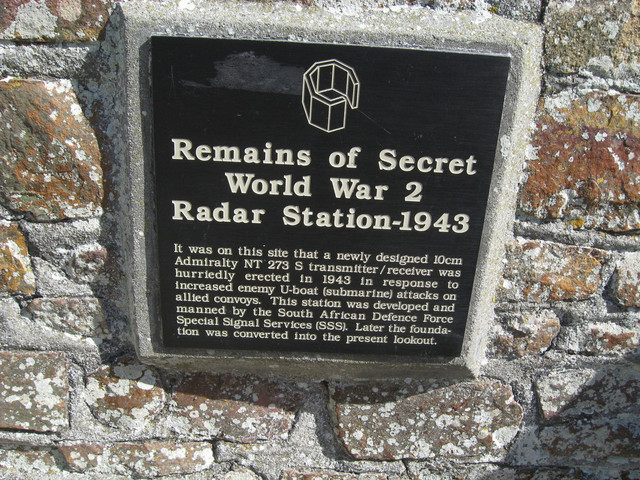 Remains of Secret
World War 2
Radar Station-1943
It was on this site that a newly designed 10cm
Admiralty NT 273 S transmitter/receiver was
hurriedly erected in 1943 in response to
increased enemy U-boat (submarine) attacks on
allied convoys. This station was developed and
manned by the South African Defence Force
Special Signal Services (SSS). Later the founda-
tion was converted into the present lookout.